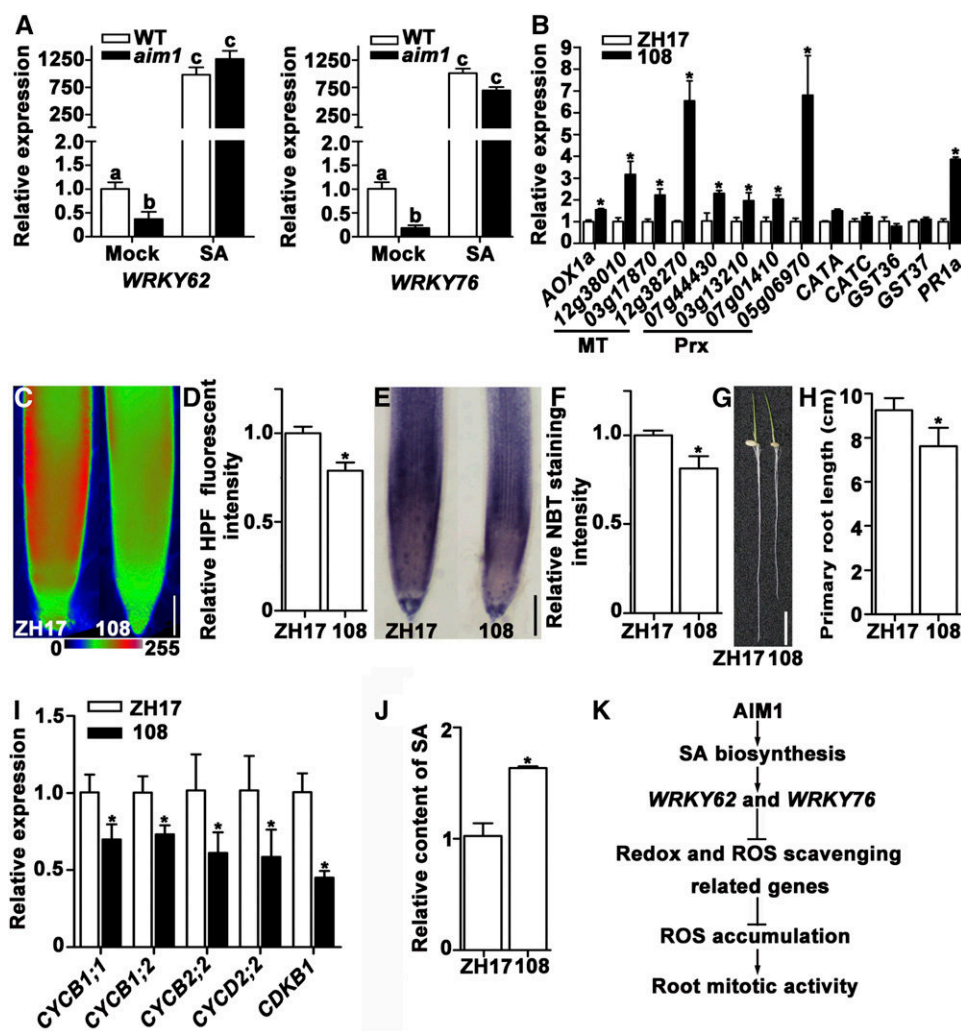 A
WT
aim1
Relative expression
1250
750
250
2.0
1.5
1.0
0.5
0.0
a
b
c
c
Mock
SA
WRKY62
WT
aim1
Relative expression
1250
750
250
2.0
1.5
1.0
0.5
0.0
a
b
c
c
Mock
SA
WRKY76
B
ZH17
108
Relative expression
9
8
7
6
5
4
3
2
1
0
* * * * * * * * *
AOX1a
12g38010
03g17870
12g38270
07g44430
03g13210
07g01410
05g06970
CATA
CATC
GST36
GST37
PR1a
MT
Prx
C
ZH17
108
0
255
D
Relative HPF fluorescent
intensity
1.0
0.5
0
*
ZH17 108
E
ZH17
108
F
Relative NBT staining
intensity
1.0
0.5
0
*
ZH17 108
G
ZH17 108
H
Primary root length (cm)
12
10
8
6
4
2
0
*
ZH17 108
I
ZH17
108
Relative expression
1.5
1.0
0.5
0
* * * * *
CYCB1;1
CYCB1;2
CYCB2;2
CYCD2;2
CDKB1
J
Relative content of SA
2
1
0
*
ZH17 108
K
AIM1
SA biosynthesis
WRKY62 and WRKY76
Redox and ROS scavenging
related genes
ROS accumulation
Root mitotic activity